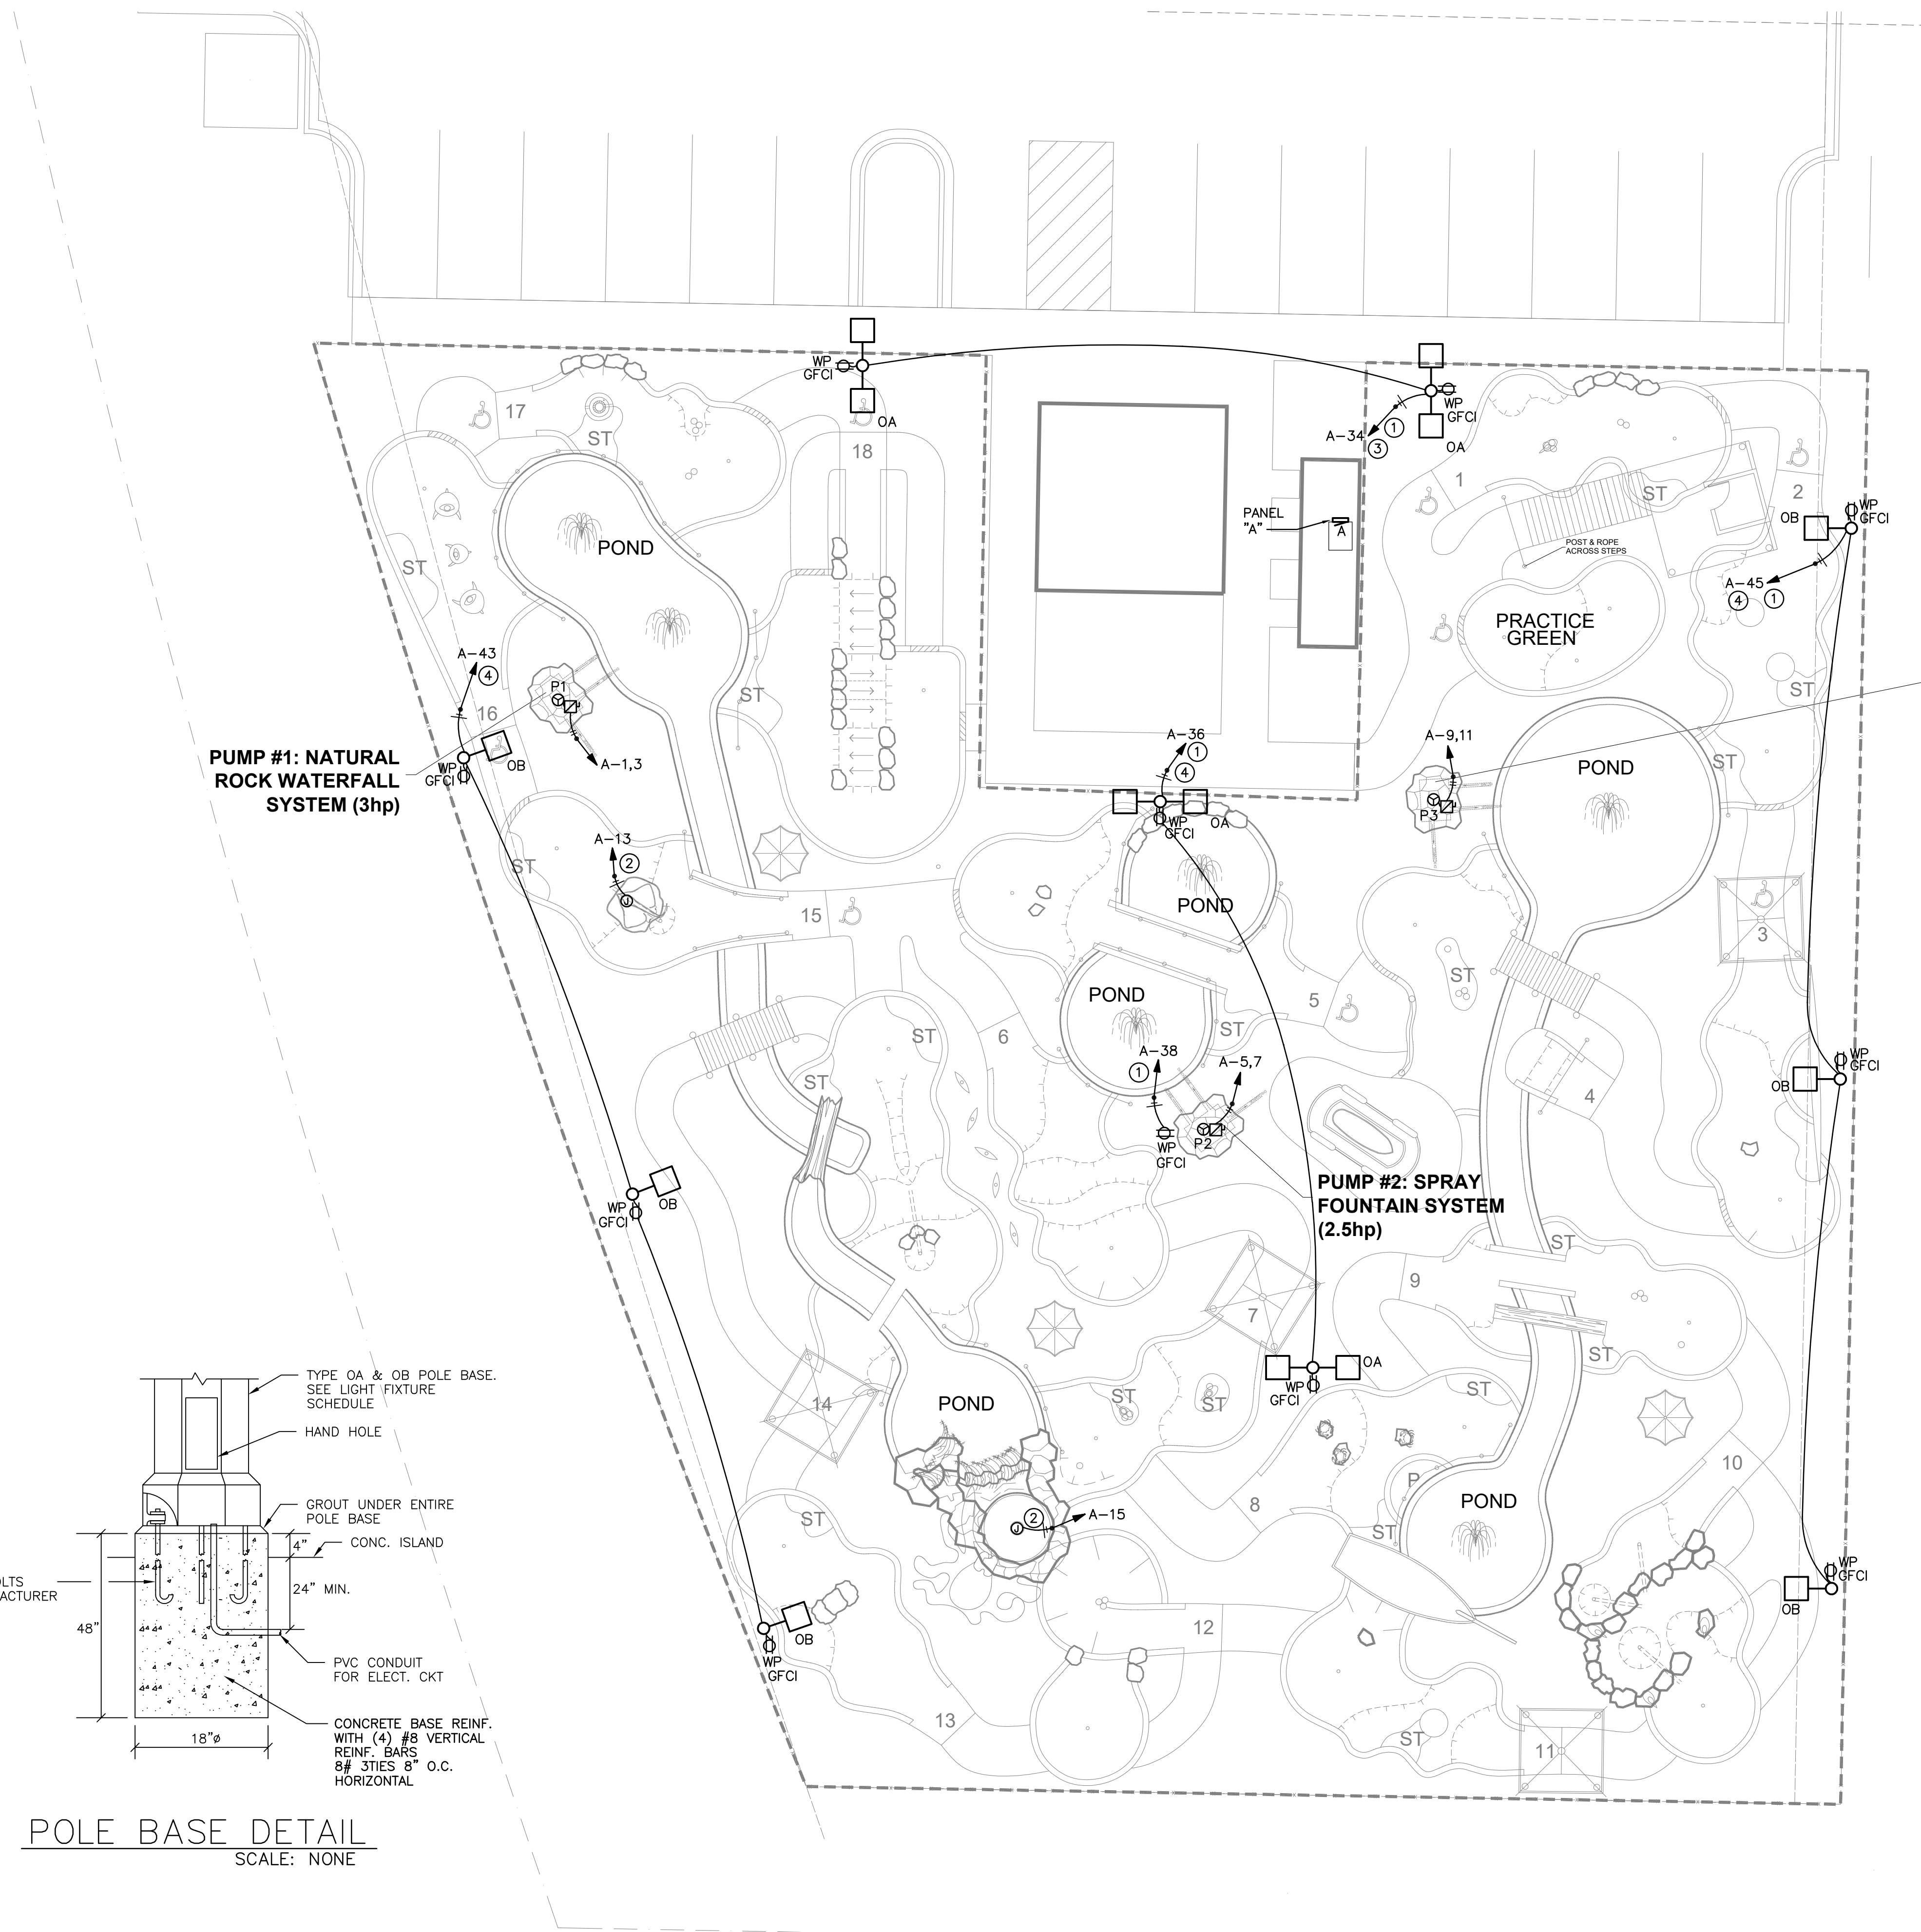 WP
GFCI
OA
17
ST
18
A-34
1
3
WP
GFCI
OA
1
ST
2
WP
GFCI
OB
POST & ROPE
ACROSS STEPS
A-45
4
1
PANEL
"A"
A
POND
ST
PRACTICE
GREEN
A-43
4
16
P1
A-1,3
WP
GFCI
OB
PUMP #1: NATURAL
ROCK WATERFALL
SYSTEM (3hp)
ST
A-36
1
4
WP
GFCI
OA
A-9,11
P3
POND
ST
ST
A-13
2
J
ST
15
POND
POND
5
ST
3
6
ST
ST
A-38
1
A-5,7
P2
WP
GFCI
ST
4
WP
GFCI
OB
PUMP #2: SPRAY
FOUNTAIN SYSTEM
(2.5hp)
WP
GFCI
OB
7
9
ST
ST
WP
GFCI
OA
14
POND
ST
ST
ST
8
P
POND
10
ST
ST
J
2
A-15
WP
GFCI
OB
WP
GFCI
OB
12
13
ST
11
TYPE OA & OB POLE BASE.
SEE LIGHT FIXTURE
SCHEDULE
HAND HOLE
GROUT UNDER ENTIRE
POLE BASE
4"
CONC. ISLAND
24" MIN.
OLTS
ACTURER
48"
PVC CONDUIT
FOR ELECT. CKT
CONCRETE BASE REINF.
WITH (4) #8 VERTICAL
REINF. BARS
8# 3TIES 8" O.C.
HORIZONTAL
18"ø
POLE BASE DETAIL
SCALE: NONE